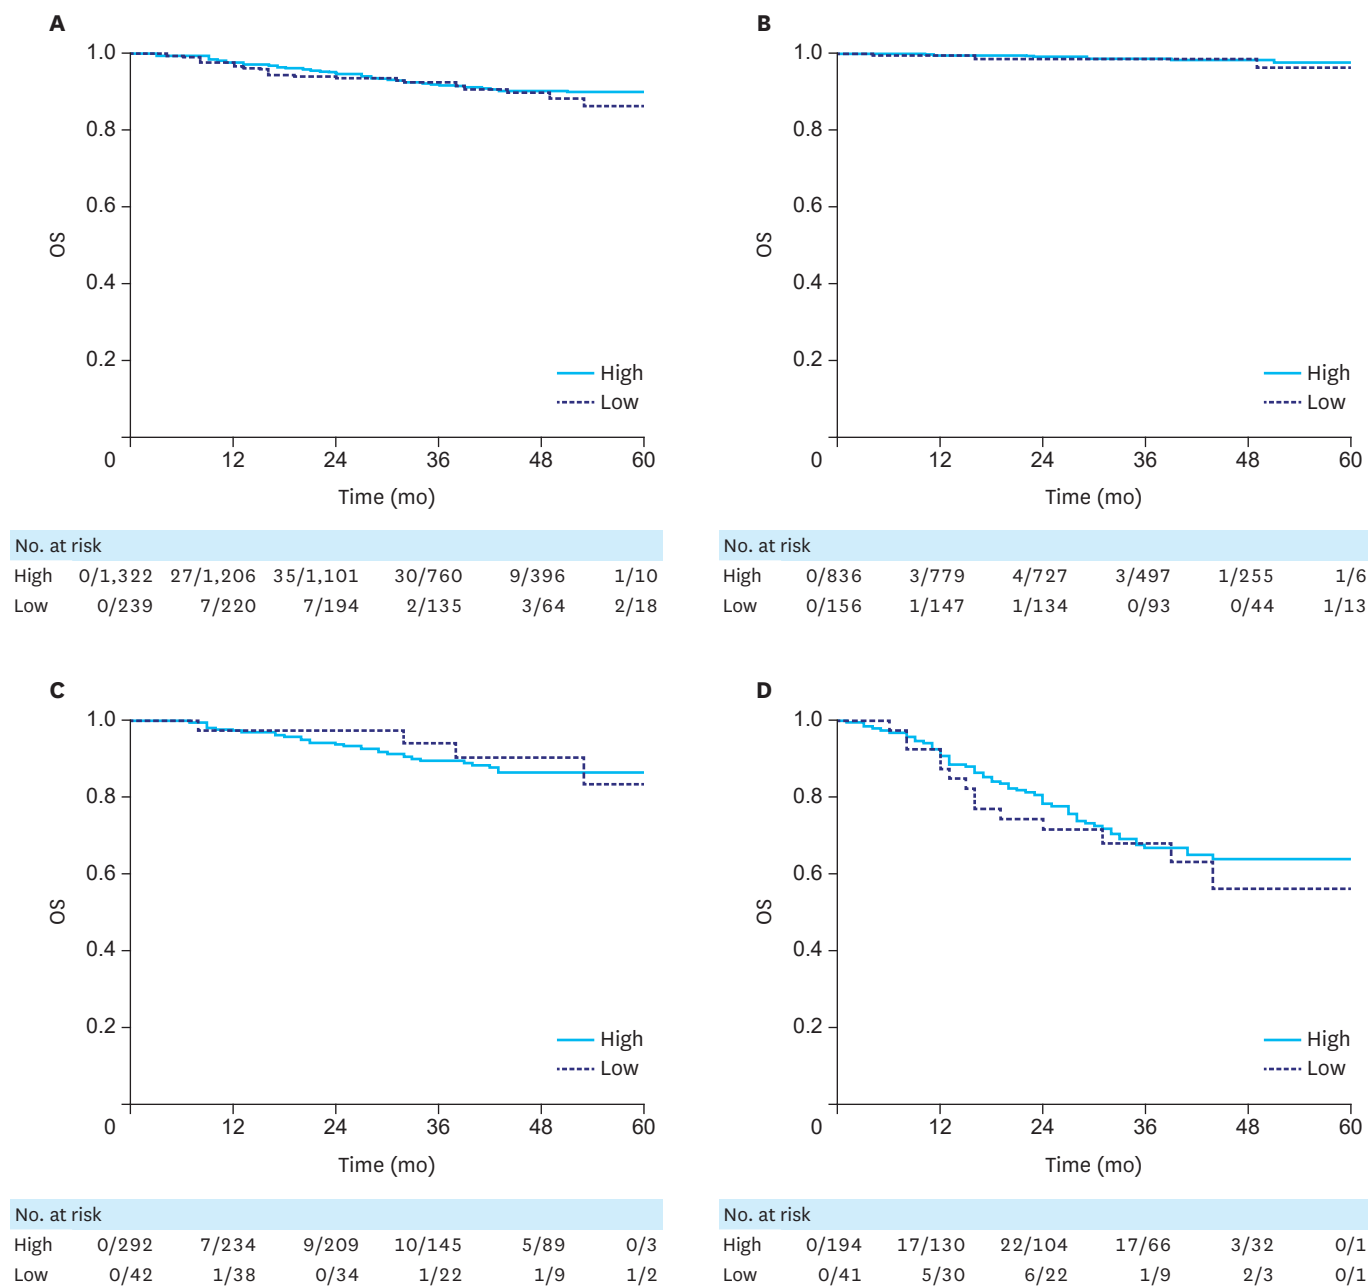 A
1.0
0.8
0.6
0.4
0.2
OS
High
Low
0 12 24 36 48 60
Time (mo)
No. at risk
High 0/1,322 27/1,206 35/1,101 30/760 9/396 1/10
Low 0/239 7/220 7/194 2/135 3/64 2/18
B
1.0
0.8
0.6
0.4
0.2
OS
High
Low
0 12 24 36 48 60
Time (mo)
No. at risk
High 0/836 3/779 4/727 3/497 1/255 1/6
Low 0/156 1/147 1/134 0/93 0/44 1/13
C
1.0
0.8
0.6
0.4
0.2
OS
High
Low
0 12 24 36 48 60
Time (mo)
No. at risk
High 0/292 7/234 9/209 10/145 5/89 0/3
Low 0/42 1/38 0/34 1/22 1/9 1/2
D
1.0
0.8
0.6
0.4
0.2
OS
High
Low
0 12 24 36 48 60
Time (mo)
No. at risk
High 0/194 17/130 22/104 17/66 3/32 0/1
Low 0/41 5/30 6/22 1/9 2/3 0/1